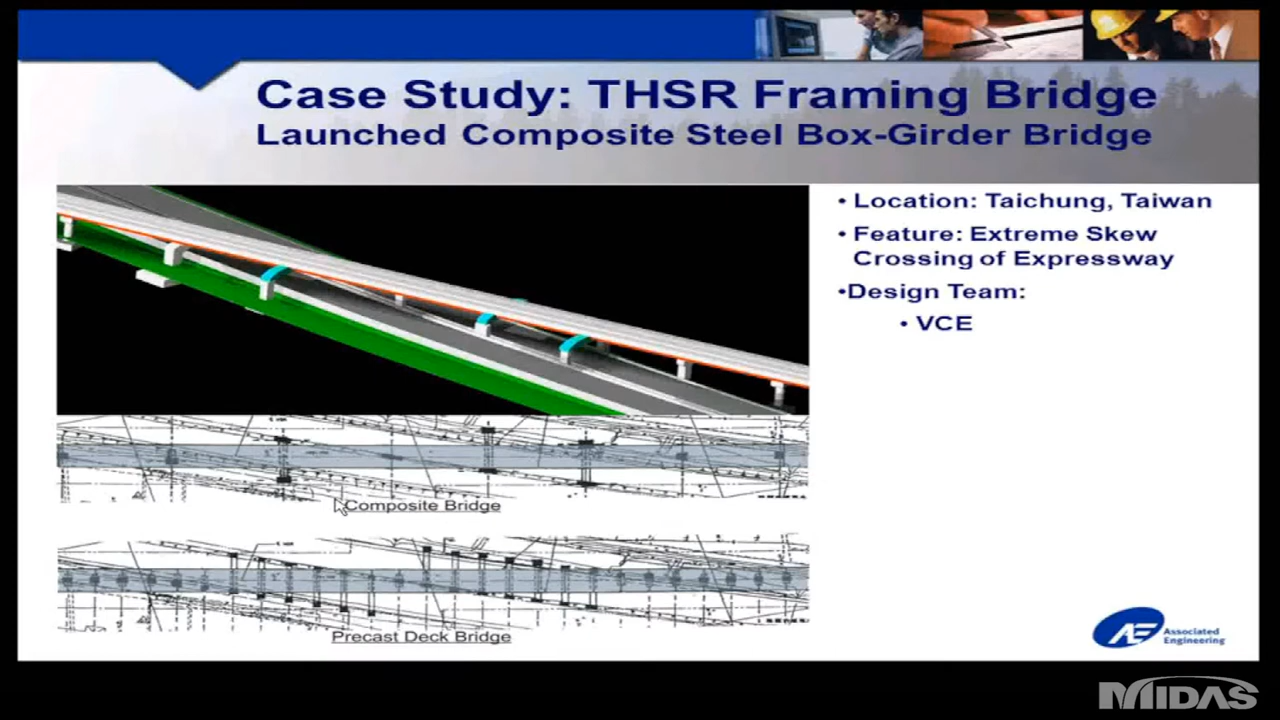 Case Study: THSR Framing Bridge
Launched Composite Steel Box-Girder Bridge
• Location: Taichung, Taiwan
• Feature: Extreme Skew
Crossing of Expressway
•Design Team:
• VCE
Composite Bridge
Precast Deck Bridge
AE Associated
Engineering
MIDAS